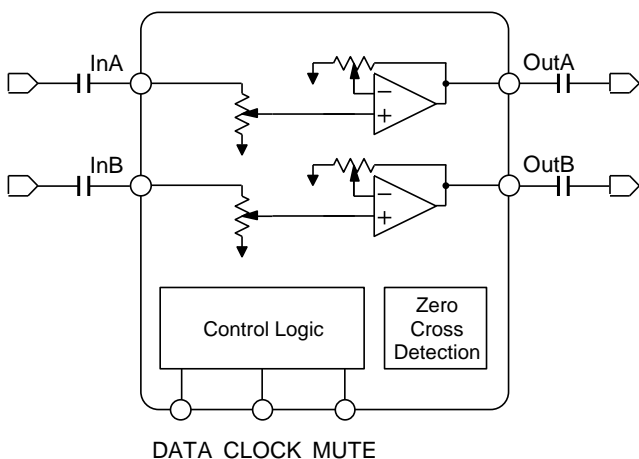 InA
OutA
−
+
InB
OutB
−
+
Control Logic
Zero
Cross
Detection
DATA CLOCK MUTE